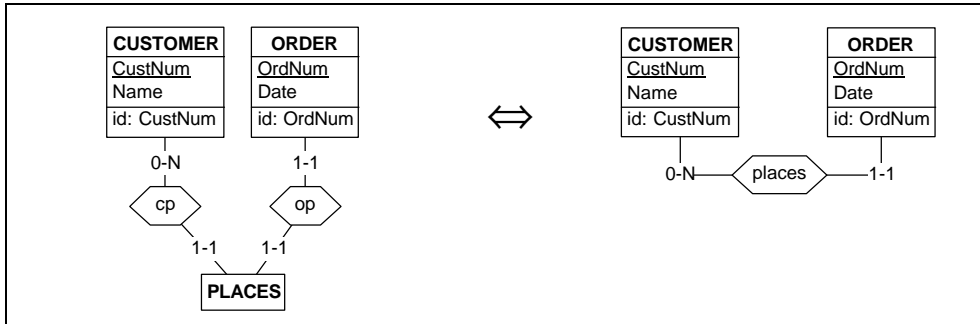 CUSTOMER
CustNum
Name
id: CustNum
ORDER
OrdNum
Date
id: OrdNum
0-N
1-1
cp
op
1-1
1-1
PLACES
⇔
CUSTOMER
CustNum
Name
id: CustNum
ORDER
OrdNum
Date
id: OrdNum
0-N
places
1-1